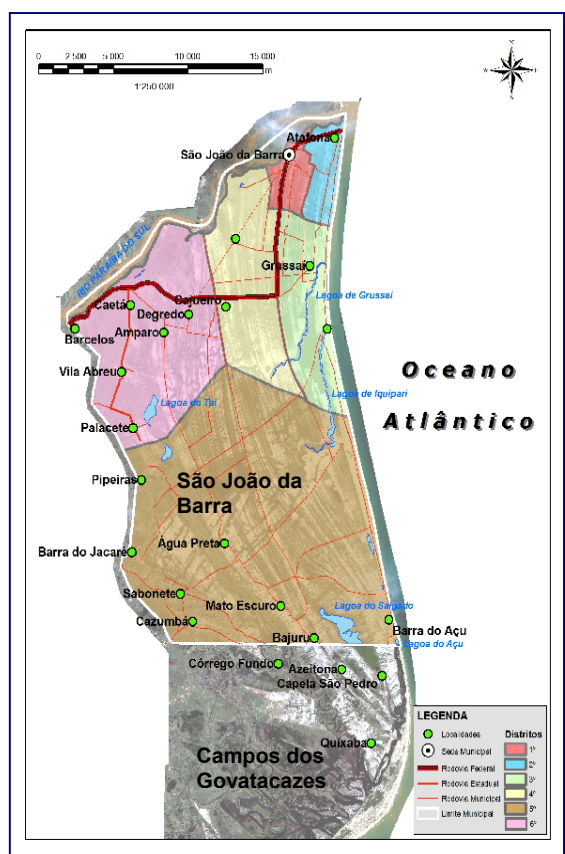 0 2 500 5 000 10 000 15 000
m
1:250 000
N
W E
S
Atafona
São João da Barra
RIO PARAIBA DO SUL
Grussaí
Lagoa de Grussaí
Caetá
Cajueiro
Degredo
Barcelos
Amparo
Oceano
Atlântico
Vila Abreu
Lagoa de Iquipari
Lagoa do Taí
Palacete
Pipeiras
São João da
Barra
Água Preta
Barra do Jacaré
Sabonete
Mato Escuro
Lagoa do Salgado
Cazumbá
Barra do Açu
Bajuru
Lagoa do Açu
Córrego Fundo
Azeitona
Capela São Pedro
Quixaba
Campos dos
Govatacazes
LEGENDA
Localidades
Sede Municipal
Rodovia Federal
Rodovia Estadual
Rodovia Municipal
Limite Municipal
Distritos
1º
2º
3º
4º
5º
6º